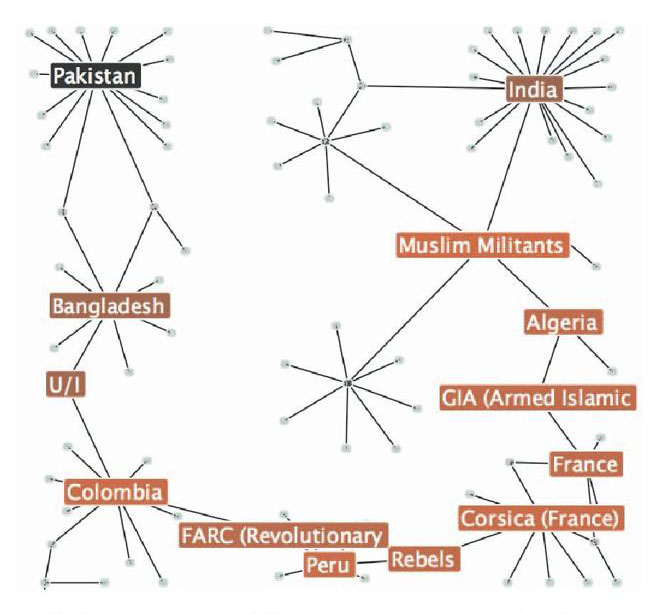 Pakistan
India
Muslim Militants
Bangladesh
Algeria
U/I
GIA (Armed Islamic
France
Colombia
Corsica (France)
FARC (Revolutionary
Peru
Rebels